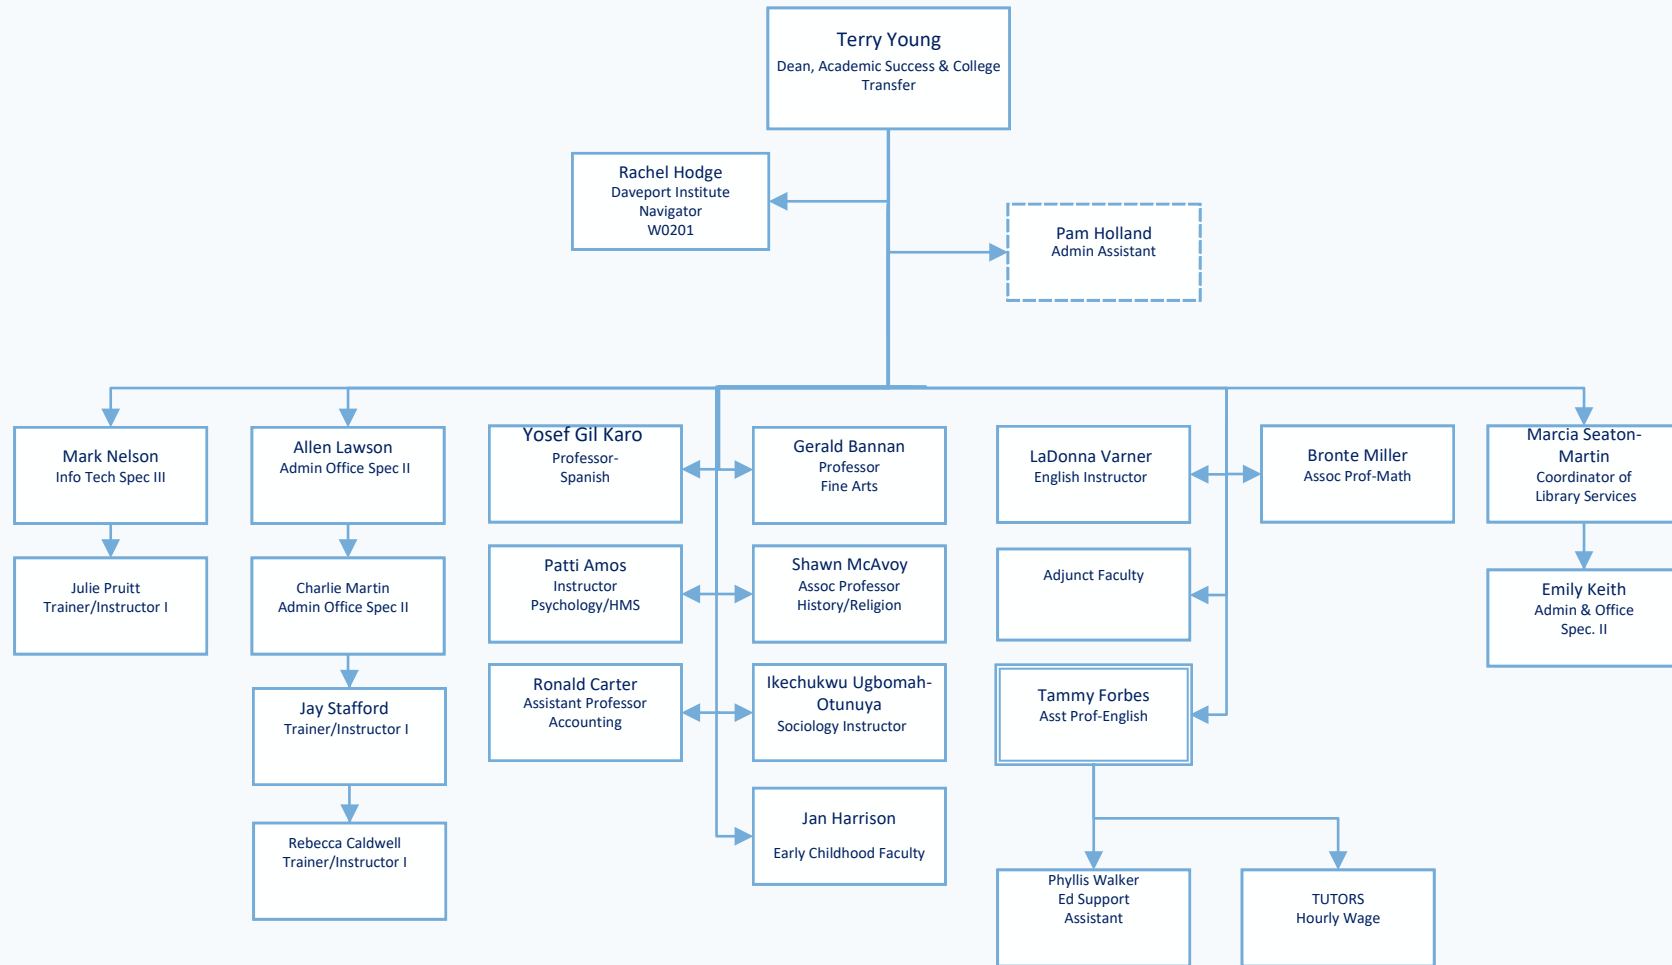 Terry Young
Dean, Academic Success & College
Transfer
Rachel Hodge
Daveport Institute
Navigator
W0201
Pam Holland
Admin Assistant
Mark Nelson
Info Tech Spec III
Allen Lawson
Admin Office Spec II
Yosef Gil Karo
Professor-
Spanish
Gerald Bannan
Professor
Fine Arts
LaDonna Varner
English Instructor
Bronte Miller
Assoc Prof-Math
Marcia Seaton-
Martin
Coordinator of
Library Services
Julie Pruitt
Trainer/Instructor I
Charlie Martin
Admin Office Spec II
Patti Amos
Instructor
Psychology/HMS
Shawn McAvoy
Assoc Professor
History/Religion
Adjunct Faculty
Emily Keith
Admin & Office
Spec. II
Jay Stafford
Trainer/Instructor I
Ronald Carter
Assistant Professor
Accounting
Ikechukwu Ugbomah-
Otunuya
Sociology Instructor
Tammy Forbes
Asst Prof-English
Rebecca Caldwell
Trainer/Instructor I
Jan Harrison
Early Childhood Faculty
Phyllis Walker
Ed Support
Assistant
TUTORS
Hourly Wage